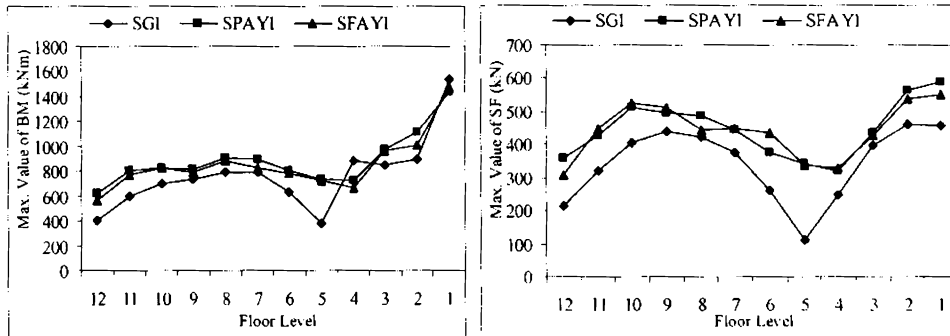 SGI SPAYI SFAYI
Max. Value of BM (kNm)
1800
1600
1400
1200
1000
800
600
400
200
0
12 11 10 9 8 7 6 5 4 3 2 1
Floor Level
SGI SPAYI SFAYI
Max. Value of SF (kN)
700
600
500
400
300
200
100
0
12 11 10 9 8 7 6 5 4 3 2 1
Floor Level